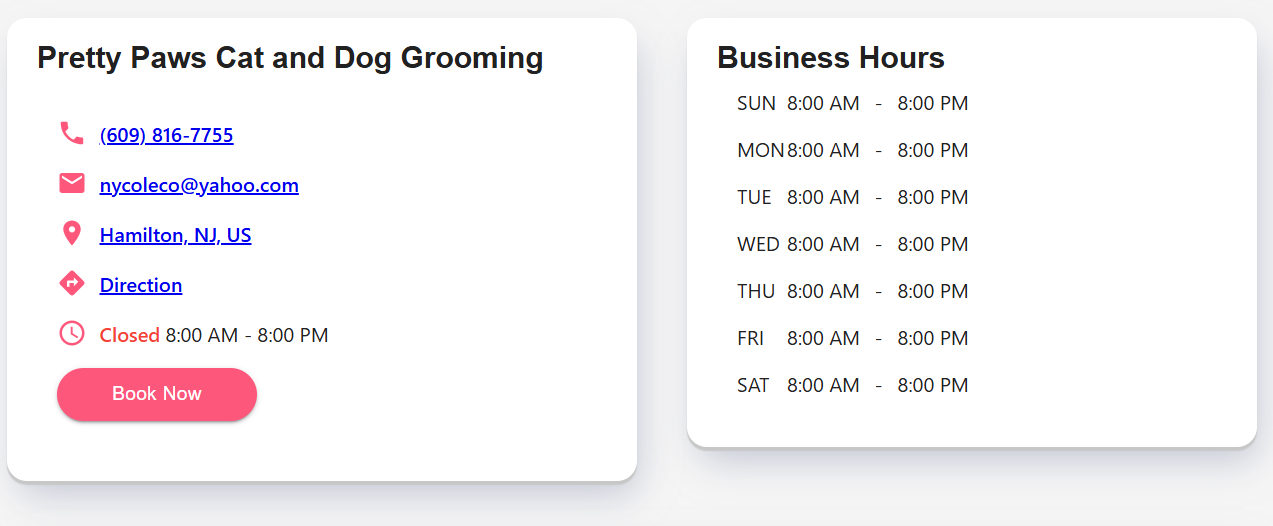 Pretty Paws Cat and Dog Grooming
(609) 816-7755
nycoleco@yahoo.com
Hamilton, NJ, US
Direction
Closed 8:00 AM - 8:00 PM
Book Now
Business Hours
SUN 8:00 AM - 8:00 PM
MON 8:00 AM - 8:00 PM
TUE 8:00 AM - 8:00 PM
WED 8:00 AM - 8:00 PM
THU 8:00 AM - 8:00 PM
FRI 8:00 AM - 8:00 PM
SAT 8:00 AM - 8:00 PM